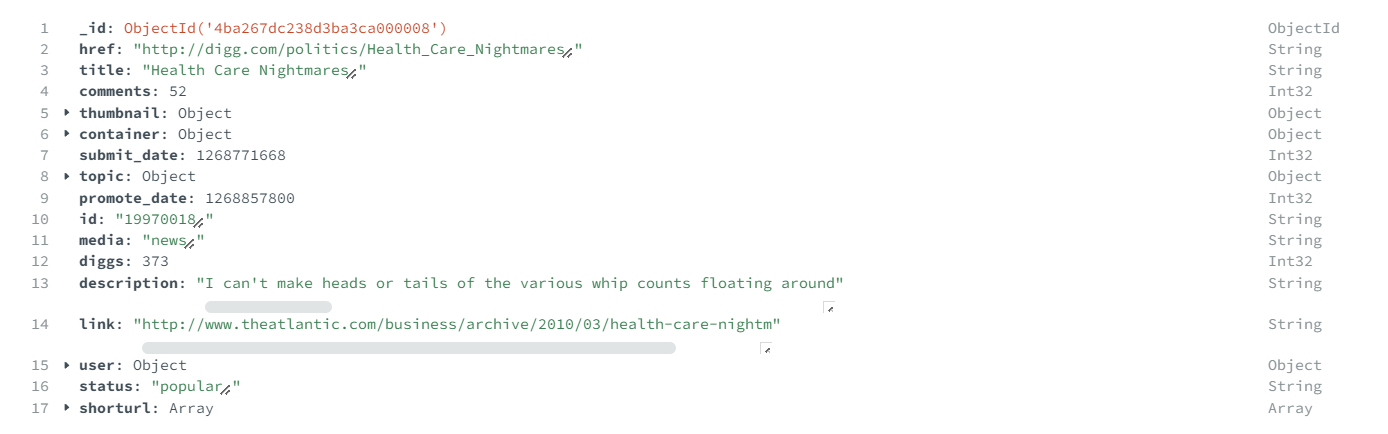 1 _id: ObjectId('4ba267dc238d3ba3ca000008') ObjectId
2 href: "http://digg.com/politics/Health_Care_Nightmares" String
3 title: "Health Care Nightmares" String
4 comments: 52 Int32
5 thumbnail: Object Object
6 container: Object Object
7 submit_date: 1268771668 Int32
8 topic: Object Object
9 promote_date: 1268857800 Int32
10 id: "19970018" String
11 media: "news" String
12 diggs: 373 Int32
13 description: "I can't make heads or tails of the various whip counts floating around" String
14 link: "http://www.theatlantic.com/business/archive/2010/03/health-care-nightm" String
15 user: Object Object
16 status: "popular" String
17 shorturl: Array Array